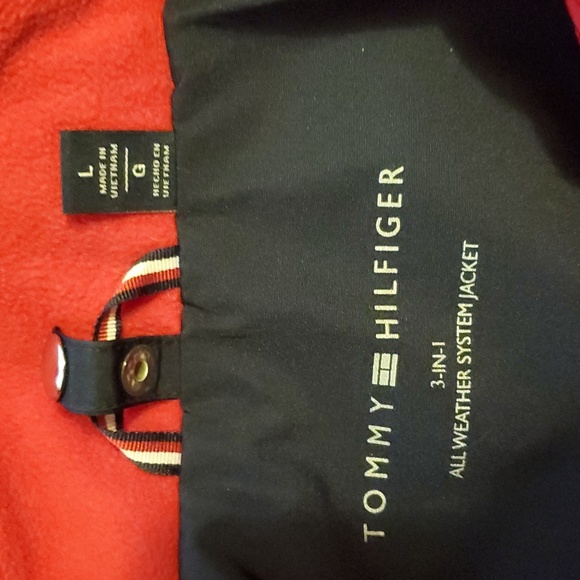 L
MADE IN
VIETNAM
G
HECHO EN
VIETNAM
TOMMY HILFIGER
3-IN-1
ALL WEATHER SYSTEM JACKET